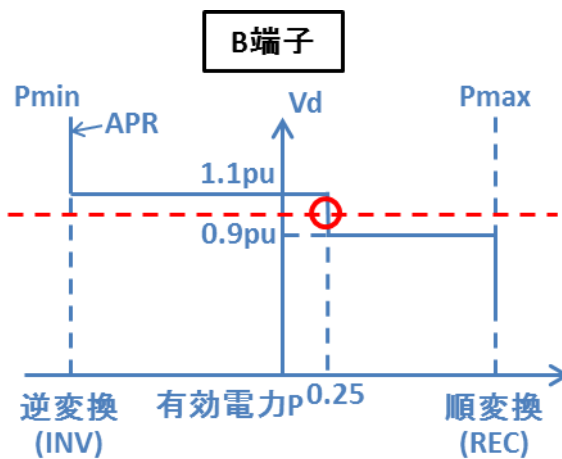 B端子
Pmin
Vd
Pmax
APR
1.1pu
0.9pu
逆変換
(INV)
有効電力P
0.25
順変換
(REC)